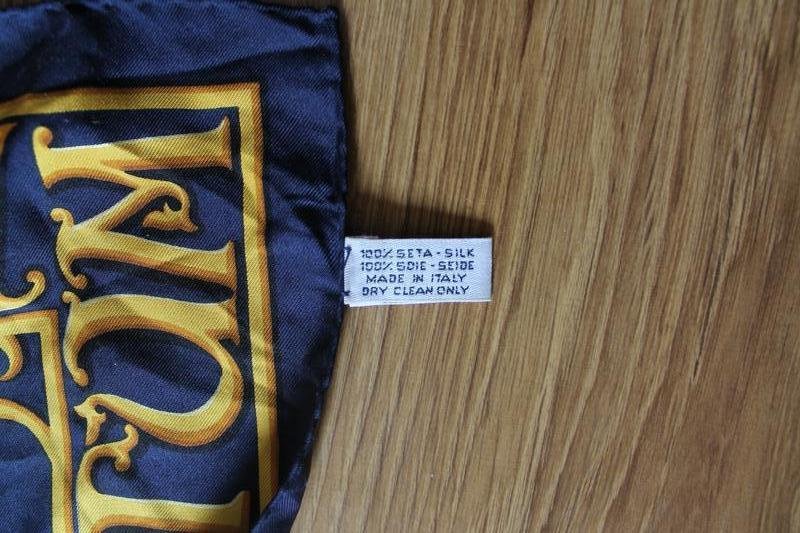 100% SETA - SILK
100% SOIE - SEIDE
MADE IN ITALY
DRY CLEAN ONLY